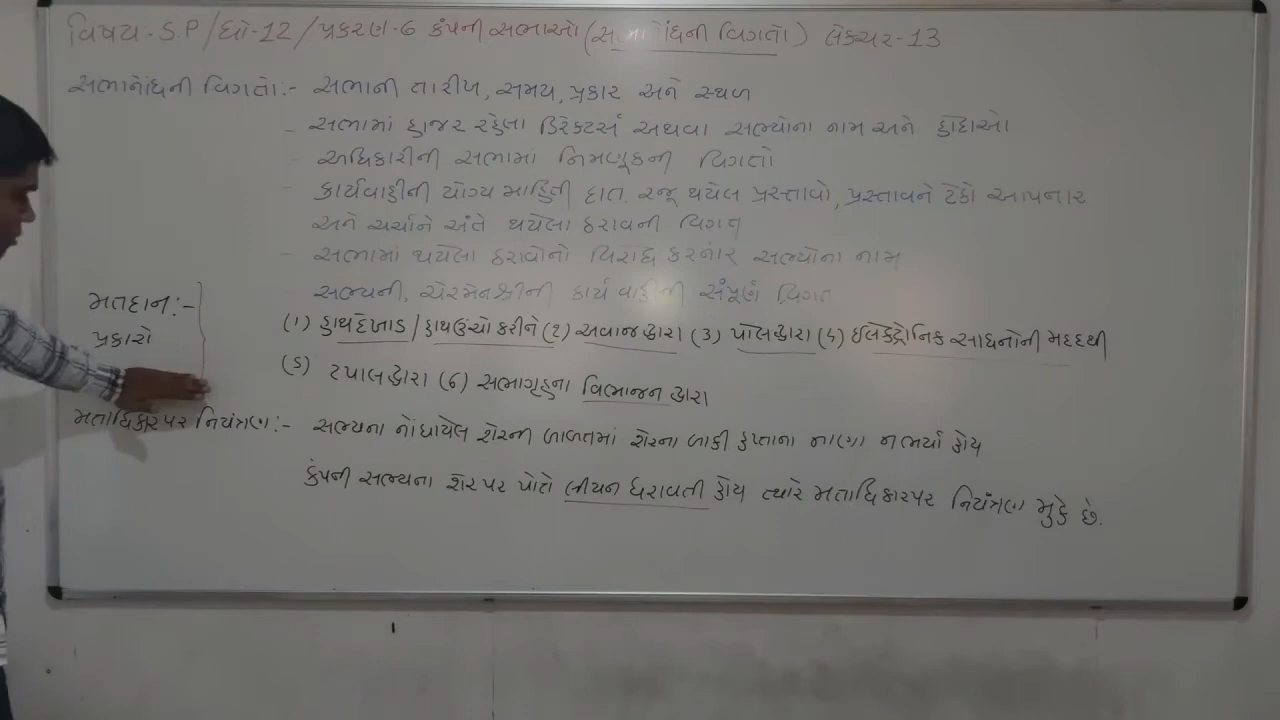 વિષય-S.P/ધો-12/પ્રકરણ-6 કંપની સભાઓ (સભાનોંધની વિગતો) લેક્ચર-13
સભાનોંધની વિગતો:- સભાની તારીખ, સમય, પ્રકાર અને સ્થળ
- સભામાં હાજર રહેલા ડિરેક્ટર્સ અથવા સભ્યોના નામ અને હોદ્દાઓ
- અધિકારીની સભામાં નિમણૂકની વિગતો
- કાર્યવાહીની યોગ્ય માહિતી દા.ત. રજૂ થયેલ પ્રસ્તાવો, પ્રસ્તાવને ટેકો આપનાર
અને ચર્ચાને અંતે થયેલા ઠરાવની વિગત
- સભામાં થયેલા ઠરાવોનો વિરોધ કરનાર સભ્યોના નામ
સભ્યની, ચેરમેનશ્રીની કાર્યવાહીની સંપૂર્ણ વિગત
મતદાન:-
પ્રકારો
(1) હાથદેખાડ/હાથઉંચો કરીને (2) અવાજ દ્વારા (3) પોલદ્વારા (4) ઇલેક્ટ્રોનિક સાધનોની મદદથી
(5) ટપાલદ્વારા (6) સભાગૃહના વિભાજન દ્વારા
મતાધિકારપર નિયંત્રણ:- સભ્યના નોંધાયેલ શેરની બાબતમાં શેરના બાકી હપ્તાના નાણા ન ભર્યા હોય
કંપની સભ્યના શેરપર પોતે લીયન ધરાવતી હોય ત્યારે મતાધિકારપર નિયંત્રણ મુકે છે.